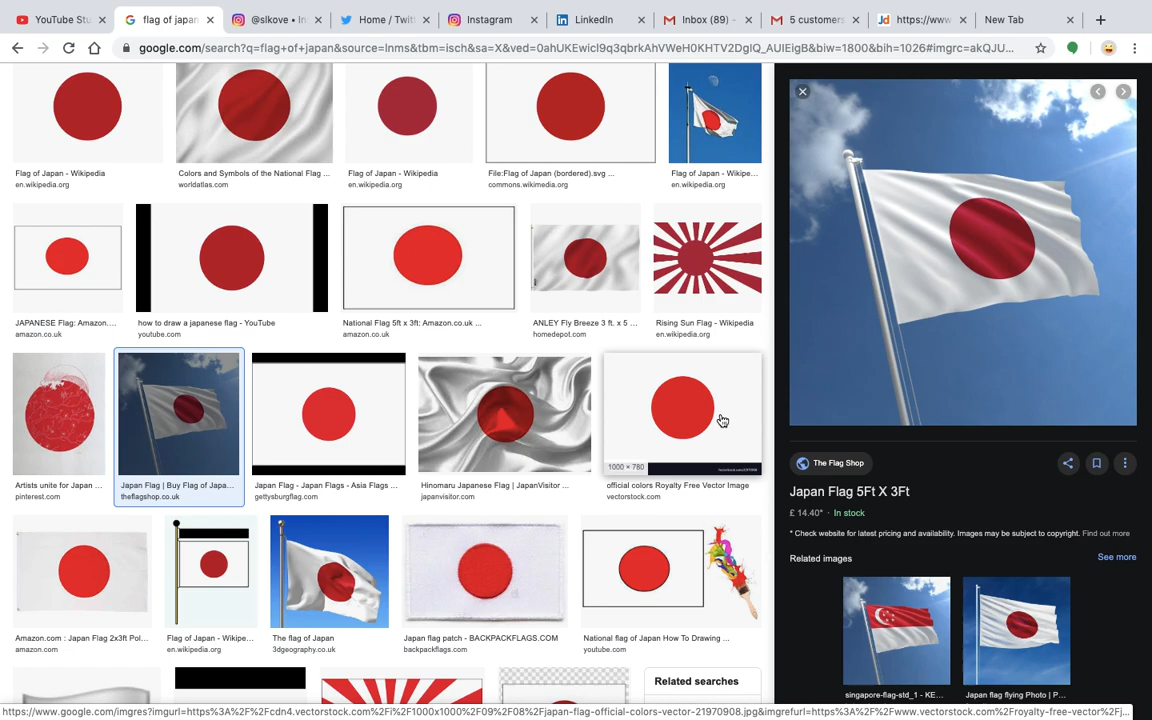 YouTube Stu
flag of japan
@slkove • In
Home / Twit
Instagram
LinkedIn
Inbox (89) -
5 customers
https://www
New Tab
google.com/search?q=flag+of+japan&source=lnms&tbm=isch&sa=X&ved=0ahUKEwicl9q3qbrkAhVWeH0KHTV2DgIQ_AUIEigB&biw=1800&bih=1026#imgrc=akQJU...
Flag of Japan - Wikipedia
en.wikipedia.org
Colors and Symbols of the National Flag ...
worldatlas.com
Flag of Japan - Wikipedia
en.wikipedia.org
File:Flag of Japan (bordered).svg ...
commons.wikimedia.org
Flag of Japan - Wikipe...
en.wikipedia.org
JAPANESE Flag: Amazon....
amazon.co.uk
how to draw a japanese flag - YouTube
youtube.com
National Flag 5ft x 3ft: Amazon.co.uk ...
amazon.co.uk
ANLEY Fly Breeze 3 ft. x 5 ...
homedepot.com
Rising Sun Flag - Wikipedia
en.wikipedia.org
Artists unite for Japan ...
pinterest.com
Japan Flag | Buy Flag of Japa...
theflagshop.co.uk
Japan Flag - Japan Flags - Asia Flags ...
gettysburgflag.com
Hinomaru Japanese Flag | JapanVisitor ...
japanvisitor.com
1000 × 780
official colors Royalty Free Vector Image
vectorstock.com
Amazon.com : Japan Flag 2x3ft Pol...
amazon.com
Flag of Japan - Wikipe...
en.wikipedia.org
The flag of Japan
3dgeography.co.uk
Japan flag patch - BACKPACKFLAGS.COM
backpackflags.com
National flag of Japan How To Drawing ...
youtube.com
Related searches
The Flag Shop
Japan Flag 5Ft X 3Ft
£ 14.40* · In stock
* Check website for latest pricing and availability. Images may be subject to copyright. Find out more
Related images
See more
singapore-flag-std_1 - KE...
Japan flag flying Photo | P...
https://www.google.com/imgres?imgurl=https%3A%2F%2Fcdn4.vectorstock.com%2Fi%2F1000x1000%2F09%2F08%2Fjapan-flag-official-colors-vector-21970908.jpg&imgrefurl=https%3A%2F%2Fwww.vectorstock.com%2Froyalty-free-vector%2Fj...